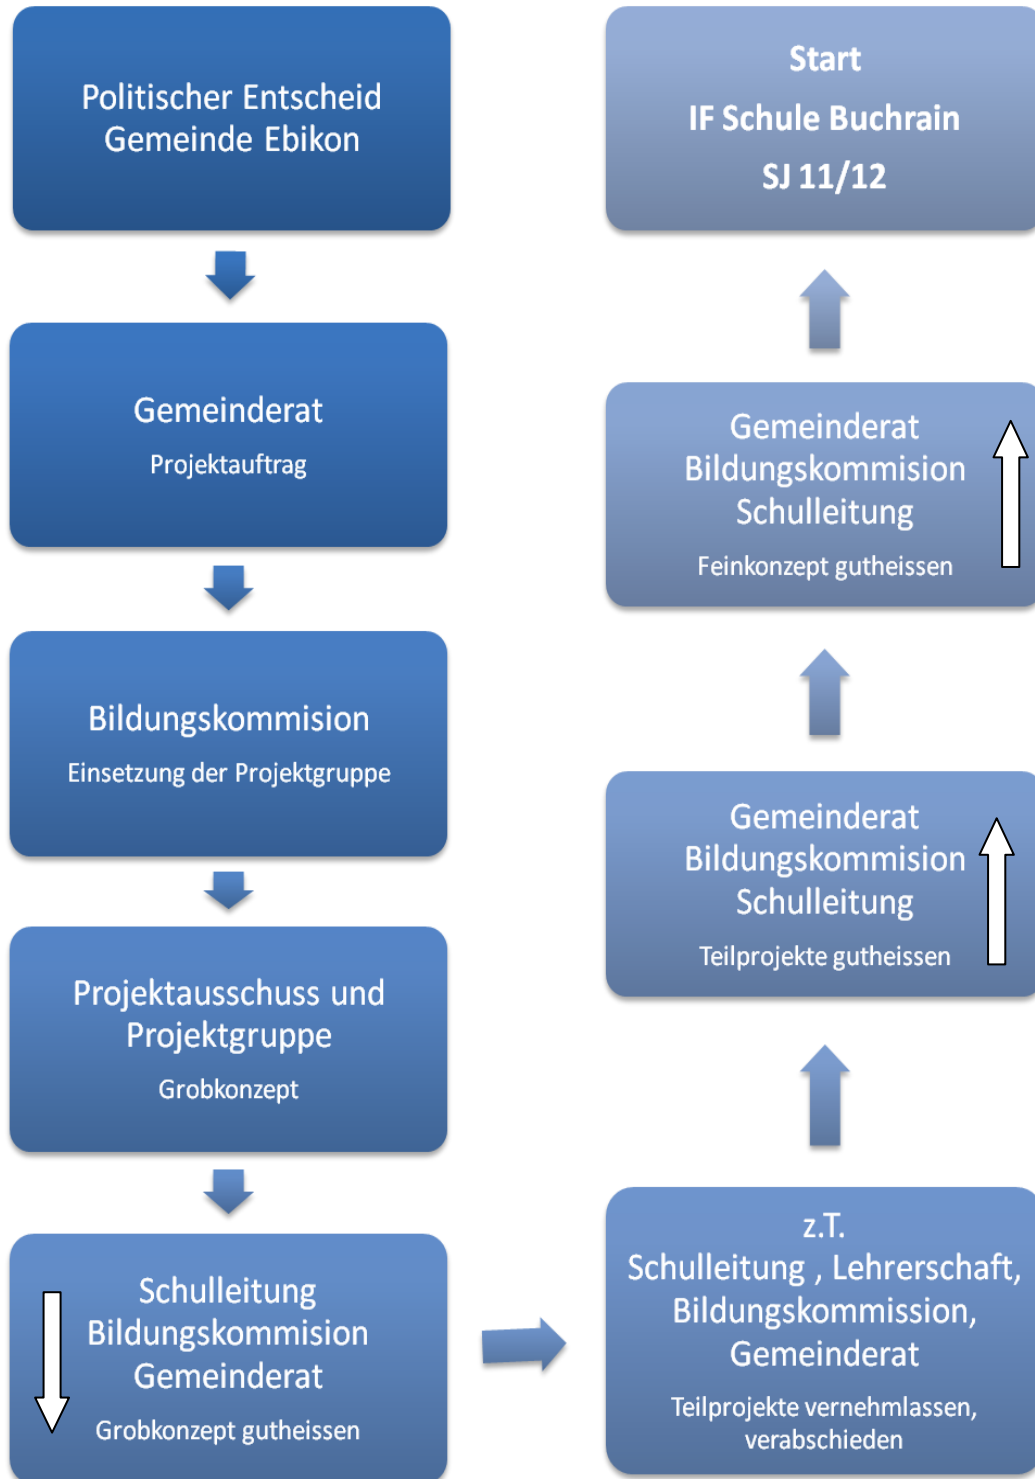 Politischer Entscheid
Gemeinde Ebikon
Gemeinderat
Projektauftrag
Bildungskommision
Einsetzung der Projektgruppe
Projektausschuss und
Projektgruppe
Grobkonzept
Schulleitung
Bildungskommision
Gemeinderat
Grobkonzept gutheissen
z.T.
Schulleitung , Lehrerschaft,
Bildungskommission,
Gemeinderat
Teilprojekte vernehmlassen,
verabschieden
Gemeinderat
Bildungskommision
Schulleitung
Teilprojekte gutheissen
Gemeinderat
Bildungskommision
Schulleitung
Feinkonzept gutheissen
Start
IF Schule Buchrain
SJ 11/12